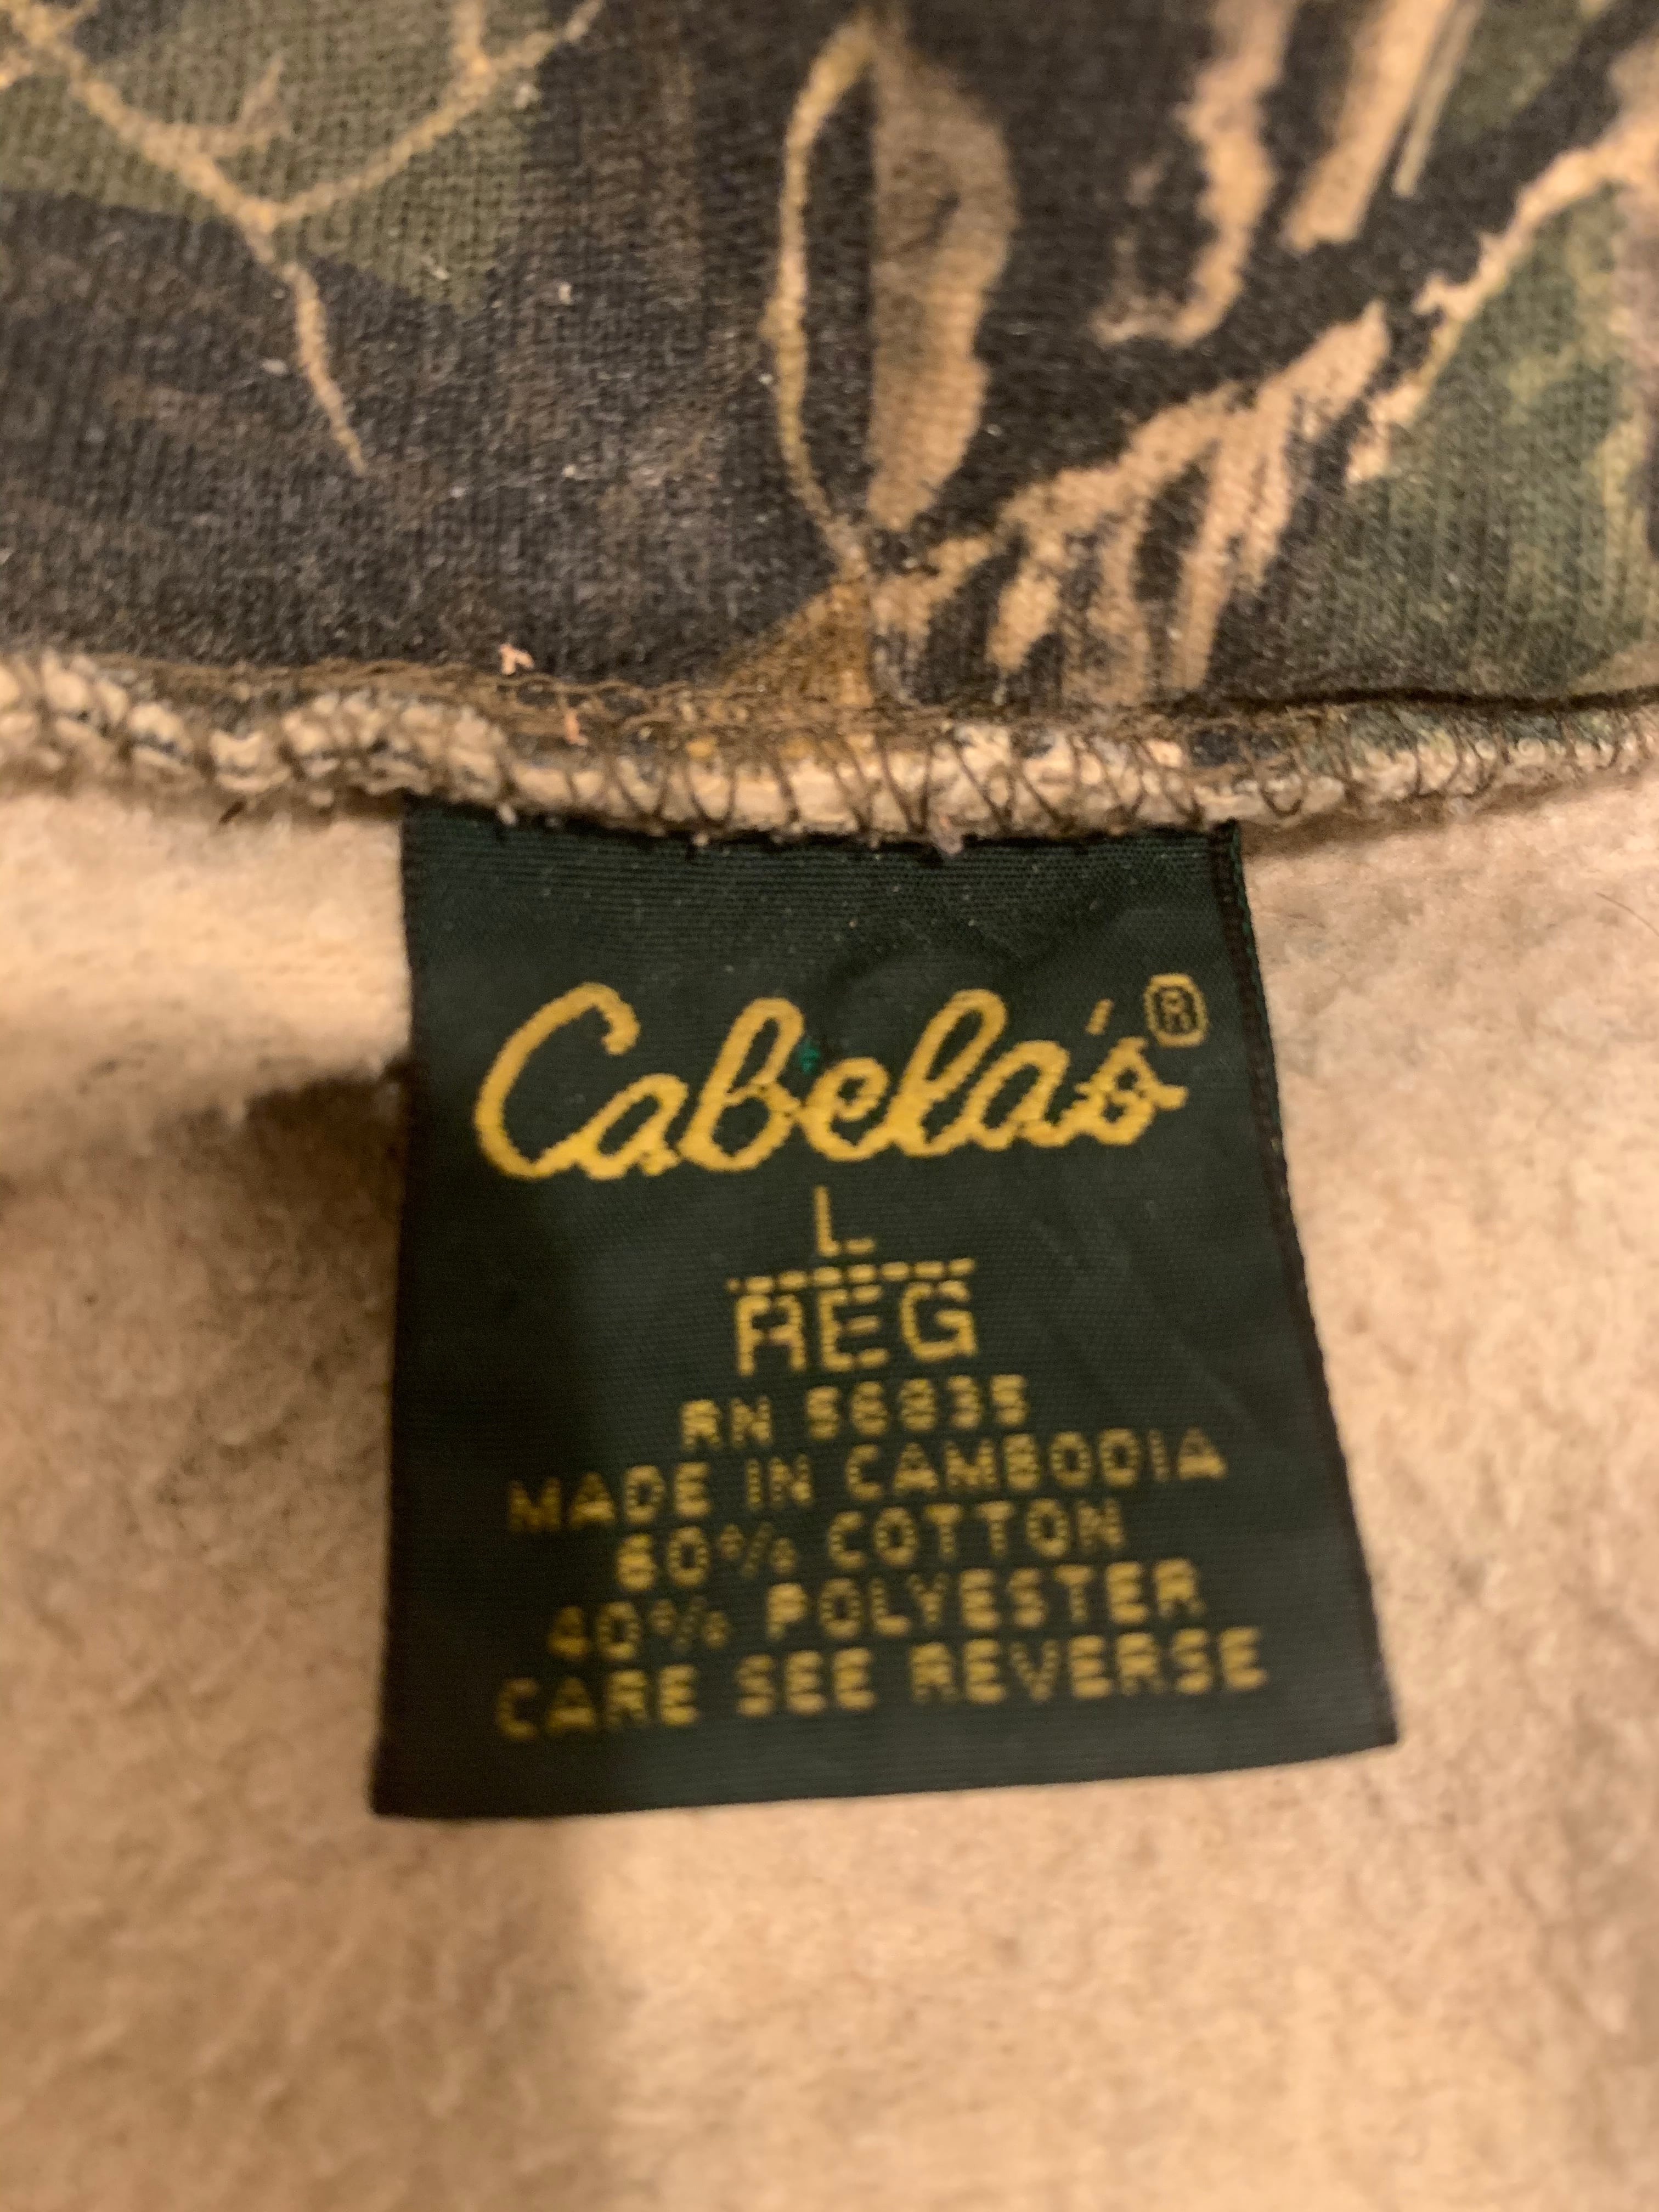 Cabela's®
L
REG
RN 56835
MADE IN CAMBODIA
60% COTTON
40% POLYESTER
CARE SEE REVERSE